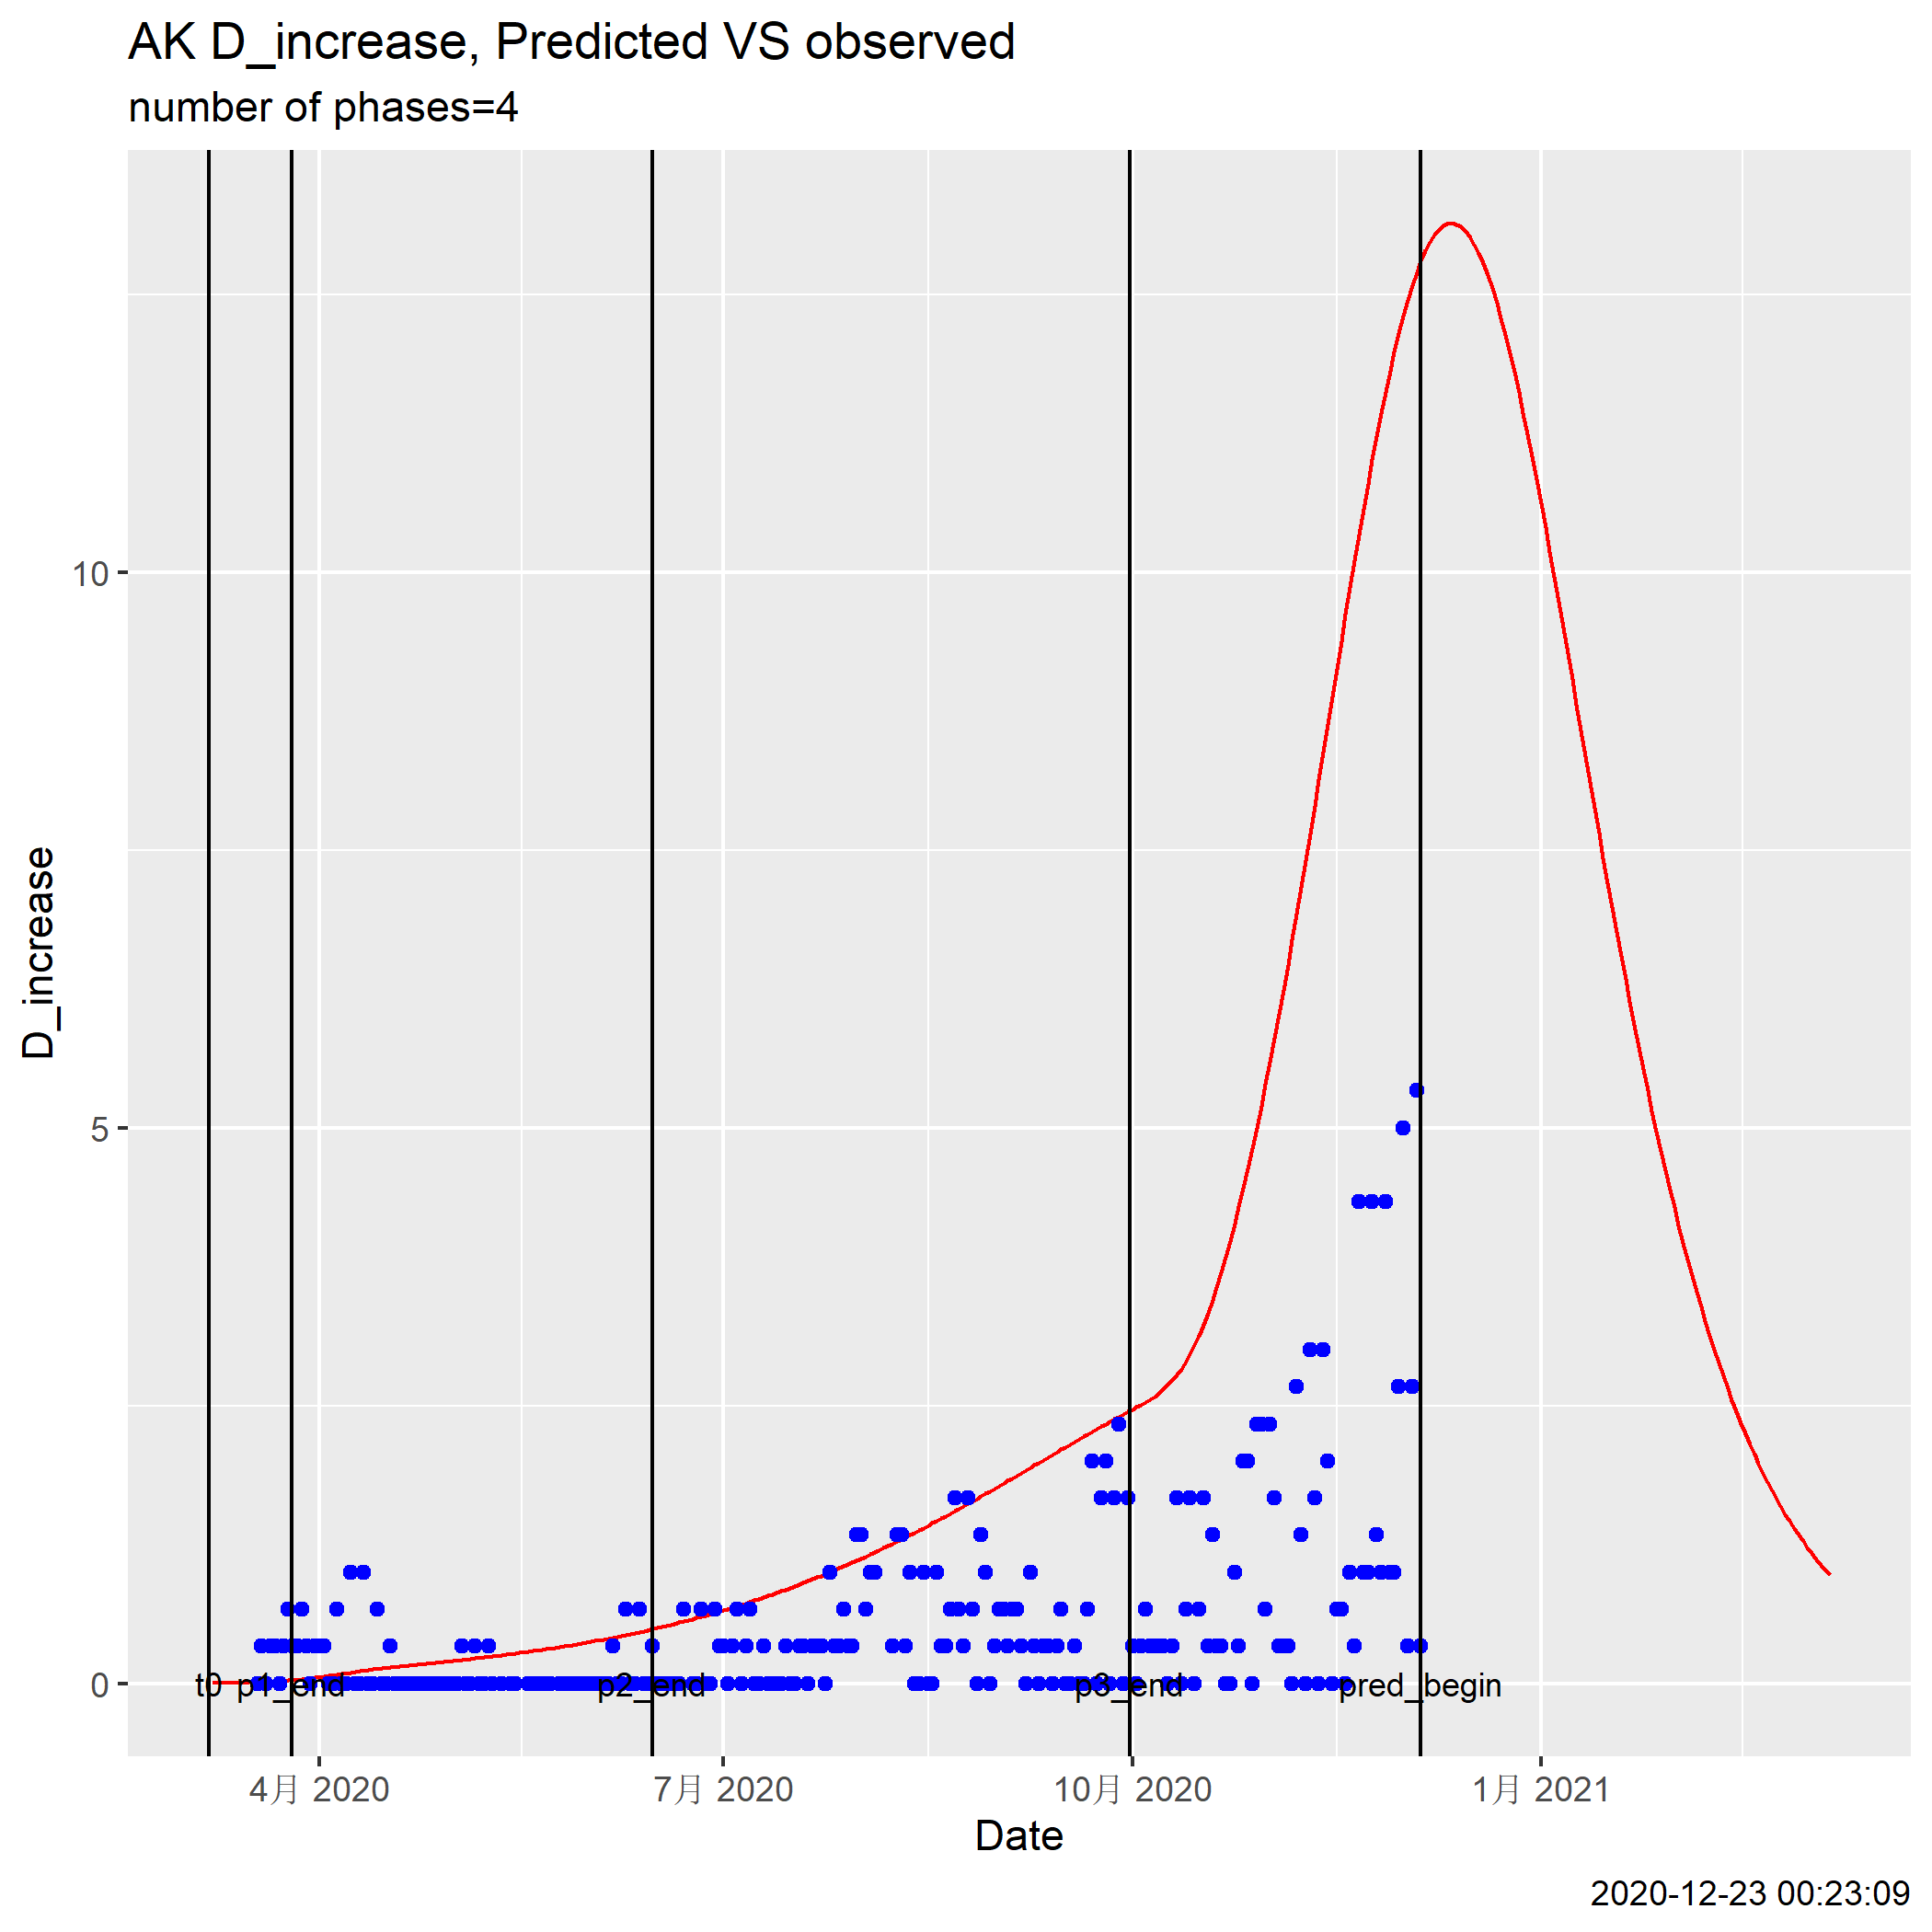 AK D_increase, Predicted VS observed
number of phases=4
D_increase
10
5
0
t0 p1_end p2_end p3_end pred_begin
4月 2020 7月 2020 10月 2020 1月 2021
Date
2020-12-23 00:23:09